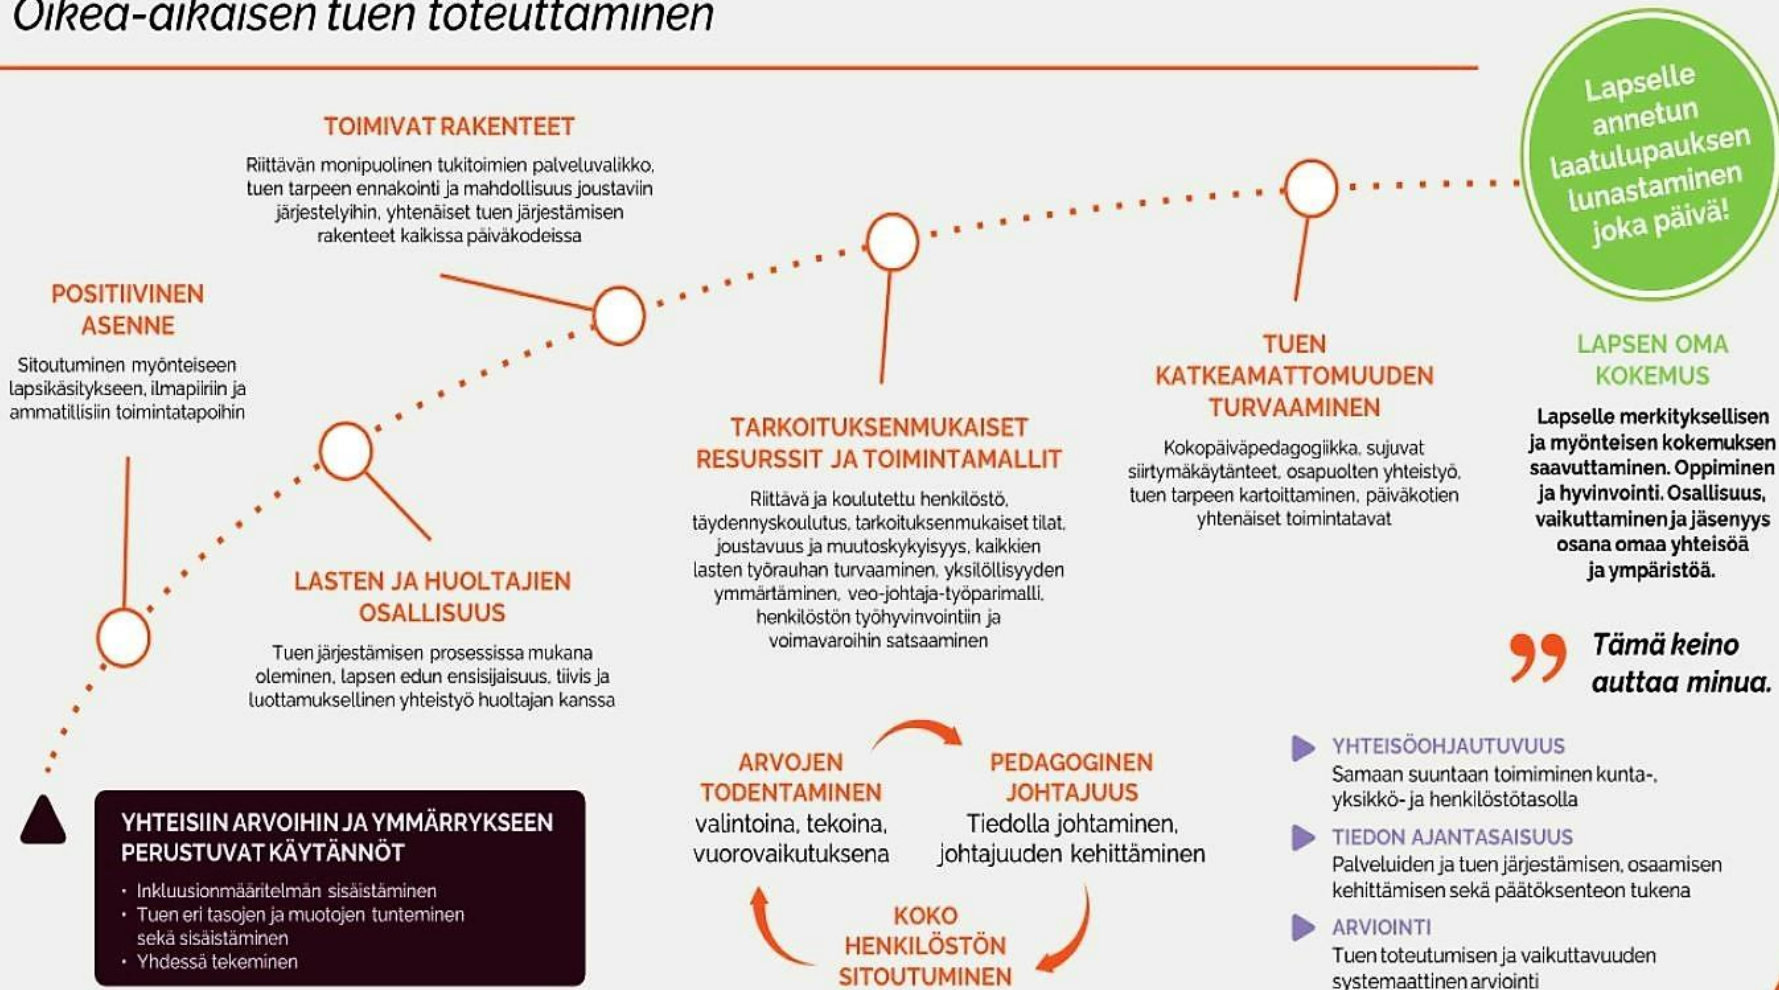 Oikea-aikaisen tuen toteuttaminen
Lapselle
annetun
laatulupauksen
lunastaminen
joka päivä!
TOIMIVAT RAKENTEET
Riittävän monipuolinen tukitoimien palveluvalikko,
tuen tarpeen ennakointi ja mahdollisuus joustaviin
järjestelyihin, yhtenäiset tuen järjestämisen
rakenteet kaikissa päiväkodeissa
POSITIIVINEN
ASENNE
Sitoutuminen myönteiseen
lapsikäsitykseen, ilmapiiriin ja
ammatillisiin toimintatapoihin
LASTEN JA HUOLTAJIEN
OSALLISUUS
Tuen järjestämisen prosessissa mukana
oleminen, lapsen edun ensisijaisuus, tiivis ja
luottamuksellinen yhteistyö huoltajan kanssa
TARKOITUKSENMUKAISET
RESURSSIT JA TOIMINTAMALLIT
Riittävä ja koulutettu henkilöstö,
täydennyskoulutus, tarkoituksenmukaiset tilat,
joustavuus ja muutoskykyisyys, kaikkien
lasten työrauhan turvaaminen, yksilöllisyyden
ymmärtäminen, veo-johtaja-työparimalli,
henkilöstön työhyvinvointiin ja
voimavaroihin satsaaminen
TUEN
KATKEAMATTOMUUDEN
TURVAAMINEN
Kokopäiväpedagogiikka, sujuvat
siirtymäkäytänteet, osapuolten yhteistyö,
tuen tarpeen kartoittaminen, päiväkotien
yhtenäiset toimintatavat
LAPSEN OMA
KOKEMUS
Lapselle merkityksellisen
ja myönteisen kokemuksen
saavuttaminen. Oppiminen
ja hyvinvointi. Osallisuus,
vaikuttaminen ja jäsenyys
osana omaa yhteisöä
ja ympäristöä.
” Tämä keino
auttaa minua.
YHTEISIIN ARVOIHIN JA YMMÄRRYKSEEN
PERUSTUVAT KÄYTÄNNÖT
• Inkluusionmääritelmän sisäistäminen
• Tuen eri tasojen ja muotojen tunteminen
sekä sisäistäminen
• Yhdessä tekeminen
ARVOJEN
TODENTAMINEN
valintoina, tekoina,
vuorovaikutuksena
PEDAGOGINEN
JOHTAJUUS
Tiedolla johtaminen,
johtajuuden kehittäminen
KOKO
HENKILÖSTÖN
SITOUTUMINEN
YHTEISÖOHJAUTUVUUS
Samaan suuntaan toimiminen kunta-,
yksikkö- ja henkilöstötasolla
TIEDON AJANTASAISUUS
Palveluiden ja tuen järjestämisen, osaamisen
kehittämisen sekä päätöksenteon tukena
ARVIOINTI
Tuen toteutumisen ja vaikuttavuuden
systemaattinen arviointi